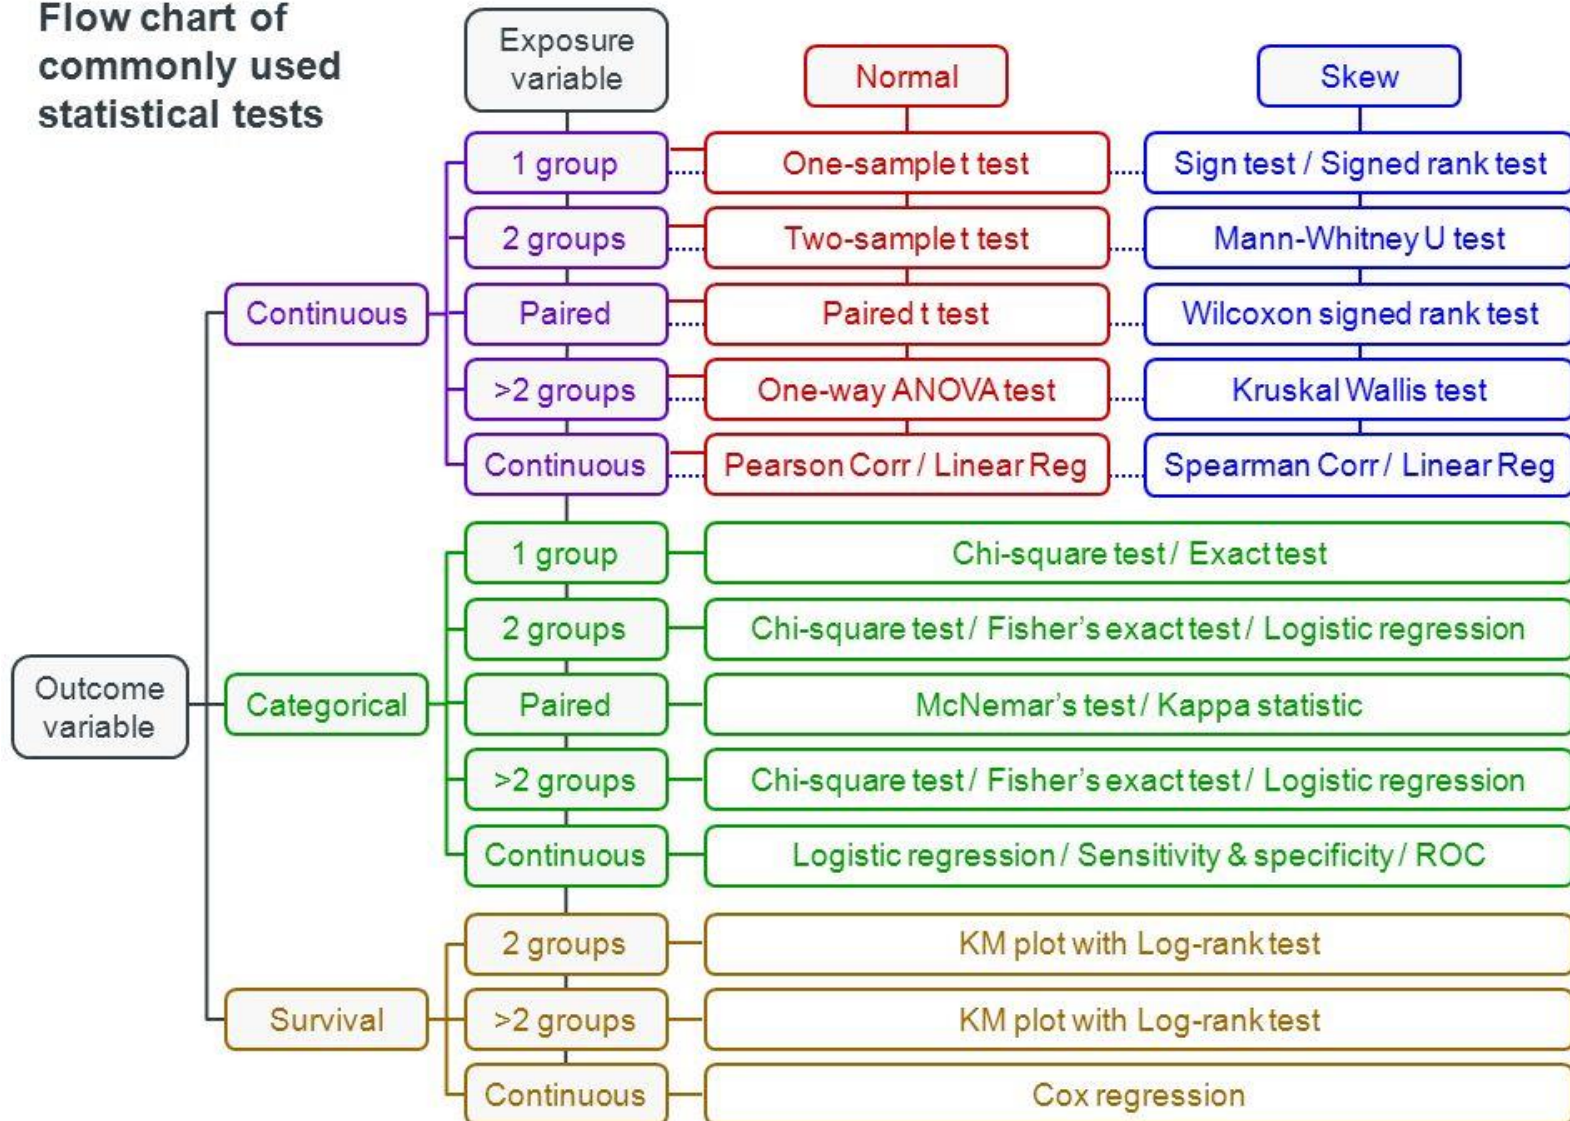 Flow chart of
commonly used
statistical tests
Exposure
variable
Normal
Skew
1 group
One-sample t test
Sign test / Signed rank test
2 groups
Two-sample t test
Mann-Whitney U test
Continuous
Paired
Paired t test
Wilcoxon signed rank test
>2 groups
One-way ANOVA test
Kruskal Wallis test
Continuous
Pearson Corr / Linear Reg
Spearman Corr / Linear Reg
1 group
Chi-square test / Exact test
2 groups
Chi-square test / Fisher's exact test / Logistic regression
Outcome
variable
Categorical
Paired
McNemar's test / Kappa statistic
>2 groups
Chi-square test / Fisher's exact test / Logistic regression
Continuous
Logistic regression / Sensitivity & specificity / ROC
2 groups
KM plot with Log-rank test
Survival
>2 groups
KM plot with Log-rank test
Continuous
Cox regression